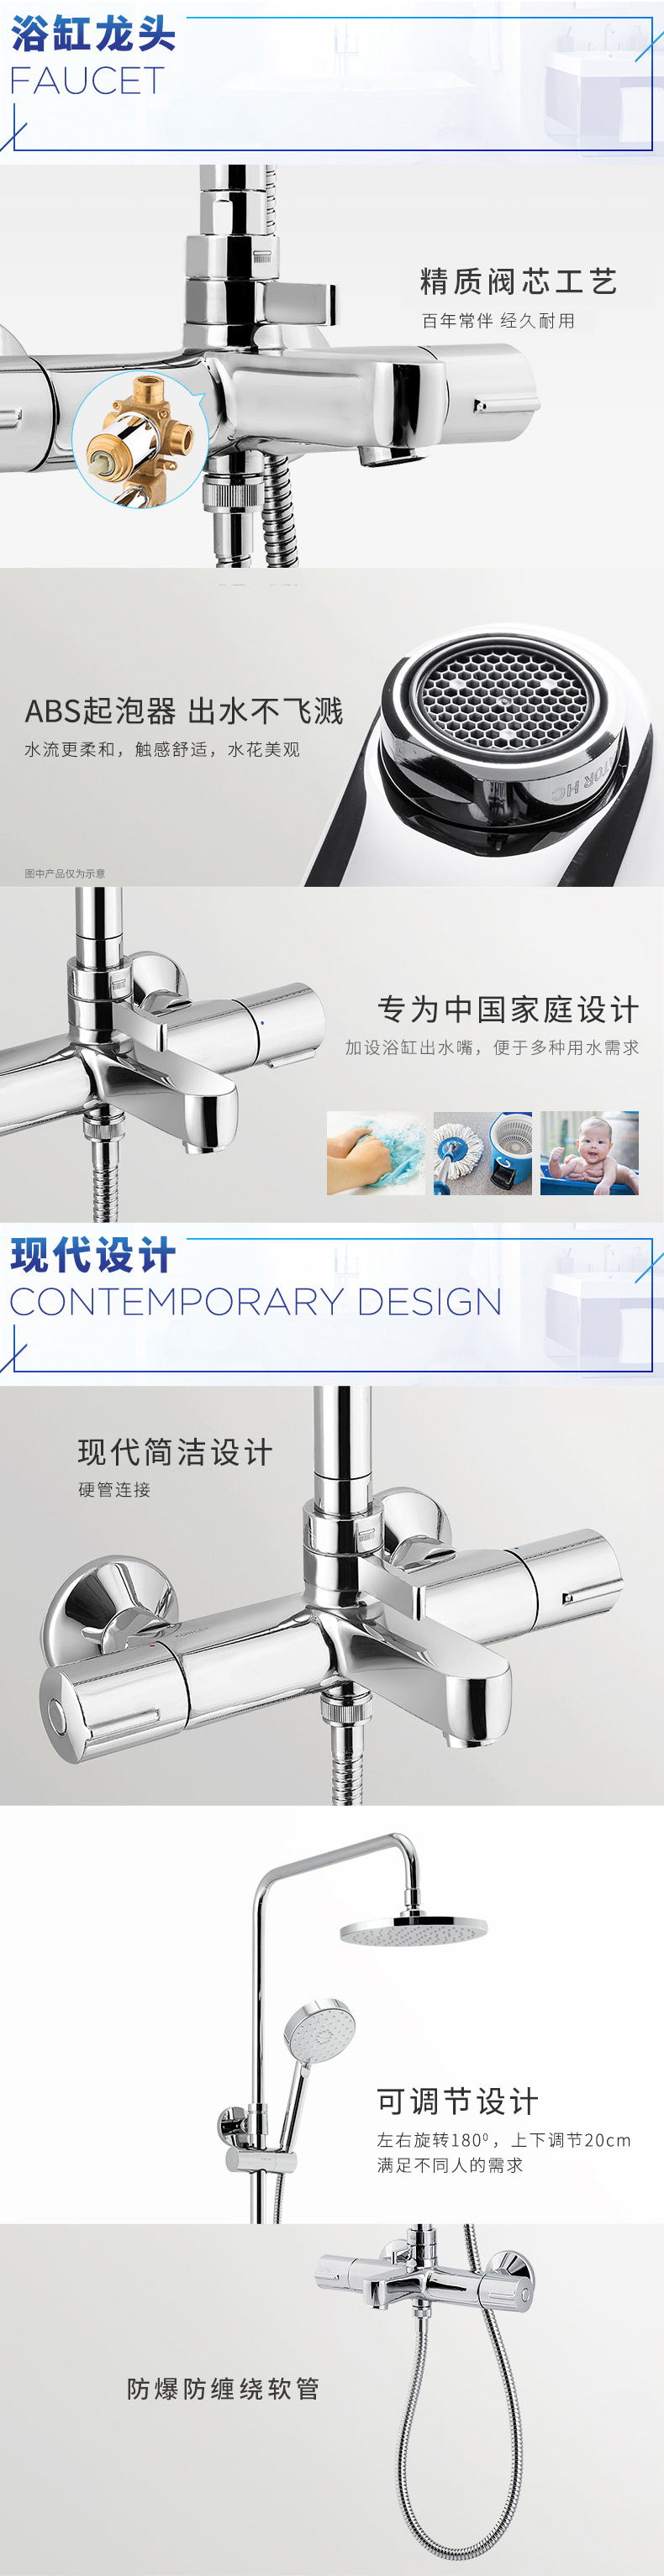 浴缸龙头
FAUCET
精质阀芯工艺
百年常伴 经久耐用
ABS起泡器 出水不飞溅
水流更柔和，触感舒适，水花美观
图中产品仅为示意
专为中国家庭设计
加设浴缸出水嘴，便于多种用水需求
现代设计
CONTEMPORARY DESIGN
现代简洁设计
硬管连接
可调节设计
左右旋转180⁰，上下调节20cm
满足不同人的需求
防爆防缠绕软管